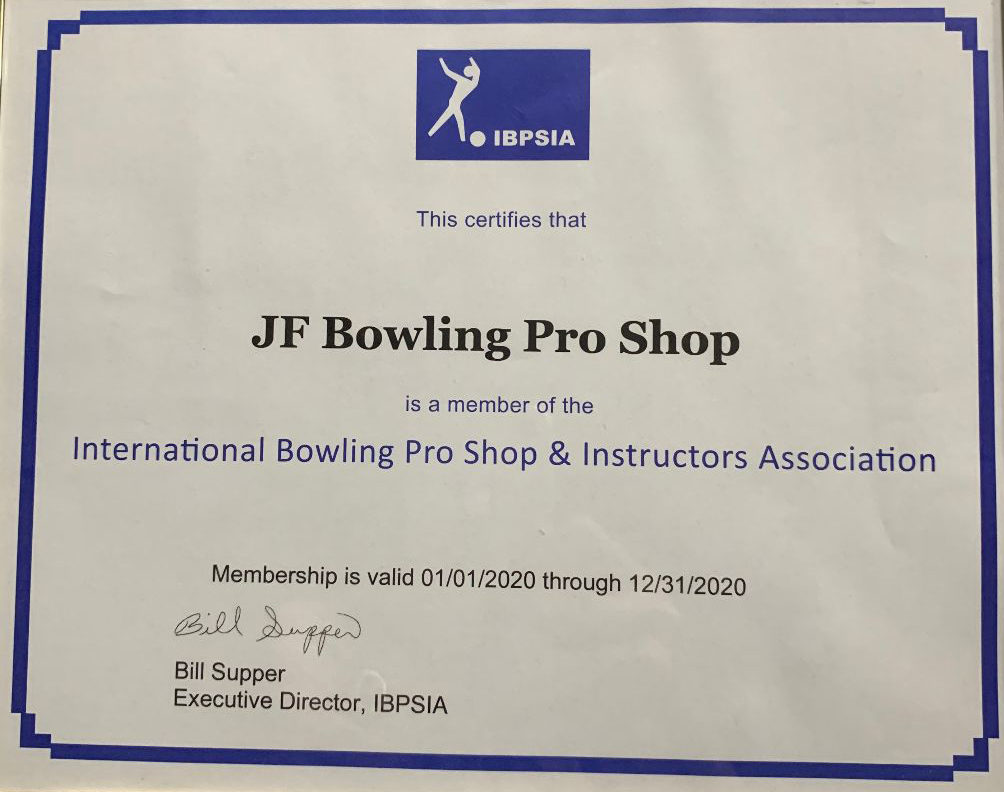 IBPSIA
This certifies that
JF Bowling Pro Shop
is a member of the
International Bowling Pro Shop & Instructors Association
Membership is valid 01/01/2020 through 12/31/2020
Bill Supper
Bill Supper
Executive Director, IBPSIA